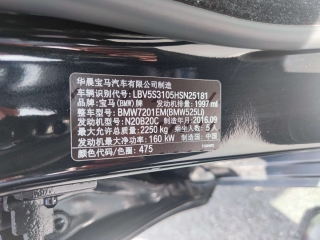 华晨宝马汽车有限公司制造
车辆识别代号: LBV5S3105HSN25181
品牌: 宝马(BMW)牌 发动机排量: 1997 ml
整车型号: BMW7201EM(BMW525Li)
发动机型号: N20B20C 制造年月: 2016.09
最大允许总质量: 2250 kg 乘坐人数: 5人
发动机最大净功率: 160 kW 制造国: 中国
颜色代码/色圈: 475